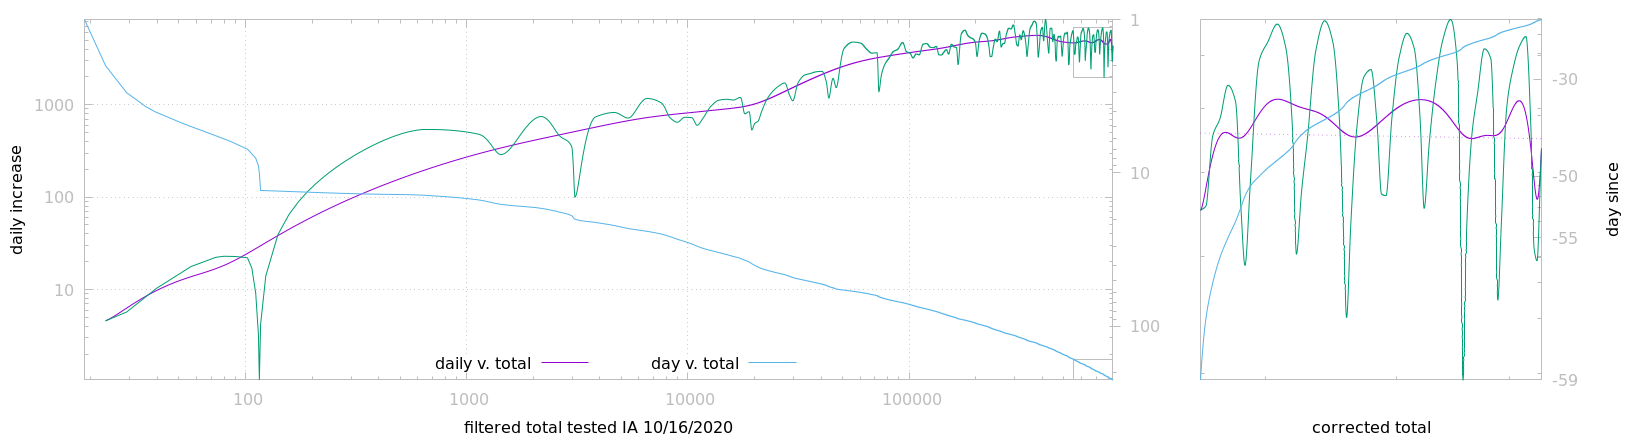 1
1000
100
10
daily increase
10
100
daily v. total
day v. total
100
1000
10000
100000
filtered total tested IA 10/16/2020
-30
-50
-55
-59
day since
corrected total